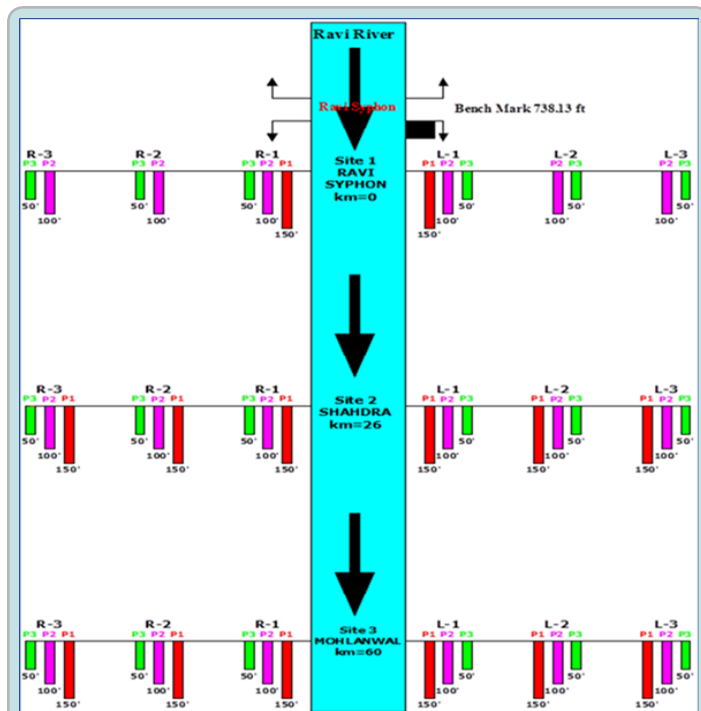 Ravi River
Ravi Syphon
Bench Mark 738.13 ft
R-3 R-2 R-1 Site 1 L-1 L-2 L-3
P3 P2 P3 P2 P3 P2 P1 RAVI P1 P2 P3 P2 P3 P2 P3
SYPHON
km=0
50' 50' 50' 50' 50' 50'
100' 100' 100' 100' 100' 100'
150' 150'
R-3 R-2 R-1 Site 2 L-1 L-2 L-3
P3 P2 P1 P3 P2 P1 P3 P2 P1 SHAHDRA P1 P2 P3 P1 P2 P3 P1 P2 P3
km=26
50' 50' 50' 50' 50' 50'
100' 100' 100' 100' 100' 100'
150' 150' 150' 150' 150' 150'
R-3 R-2 R-1 Site 3 L-1 L-2 L-3
P3 P2 P1 P3 P2 P1 P3 P2 P1 MOHLANWAL P1 P2 P3 P1 P2 P3 P1 P2 P3
km=60
50' 50' 50' 50' 50' 50'
100' 100' 100' 100' 100' 100'
150' 150' 150' 150' 150' 150'